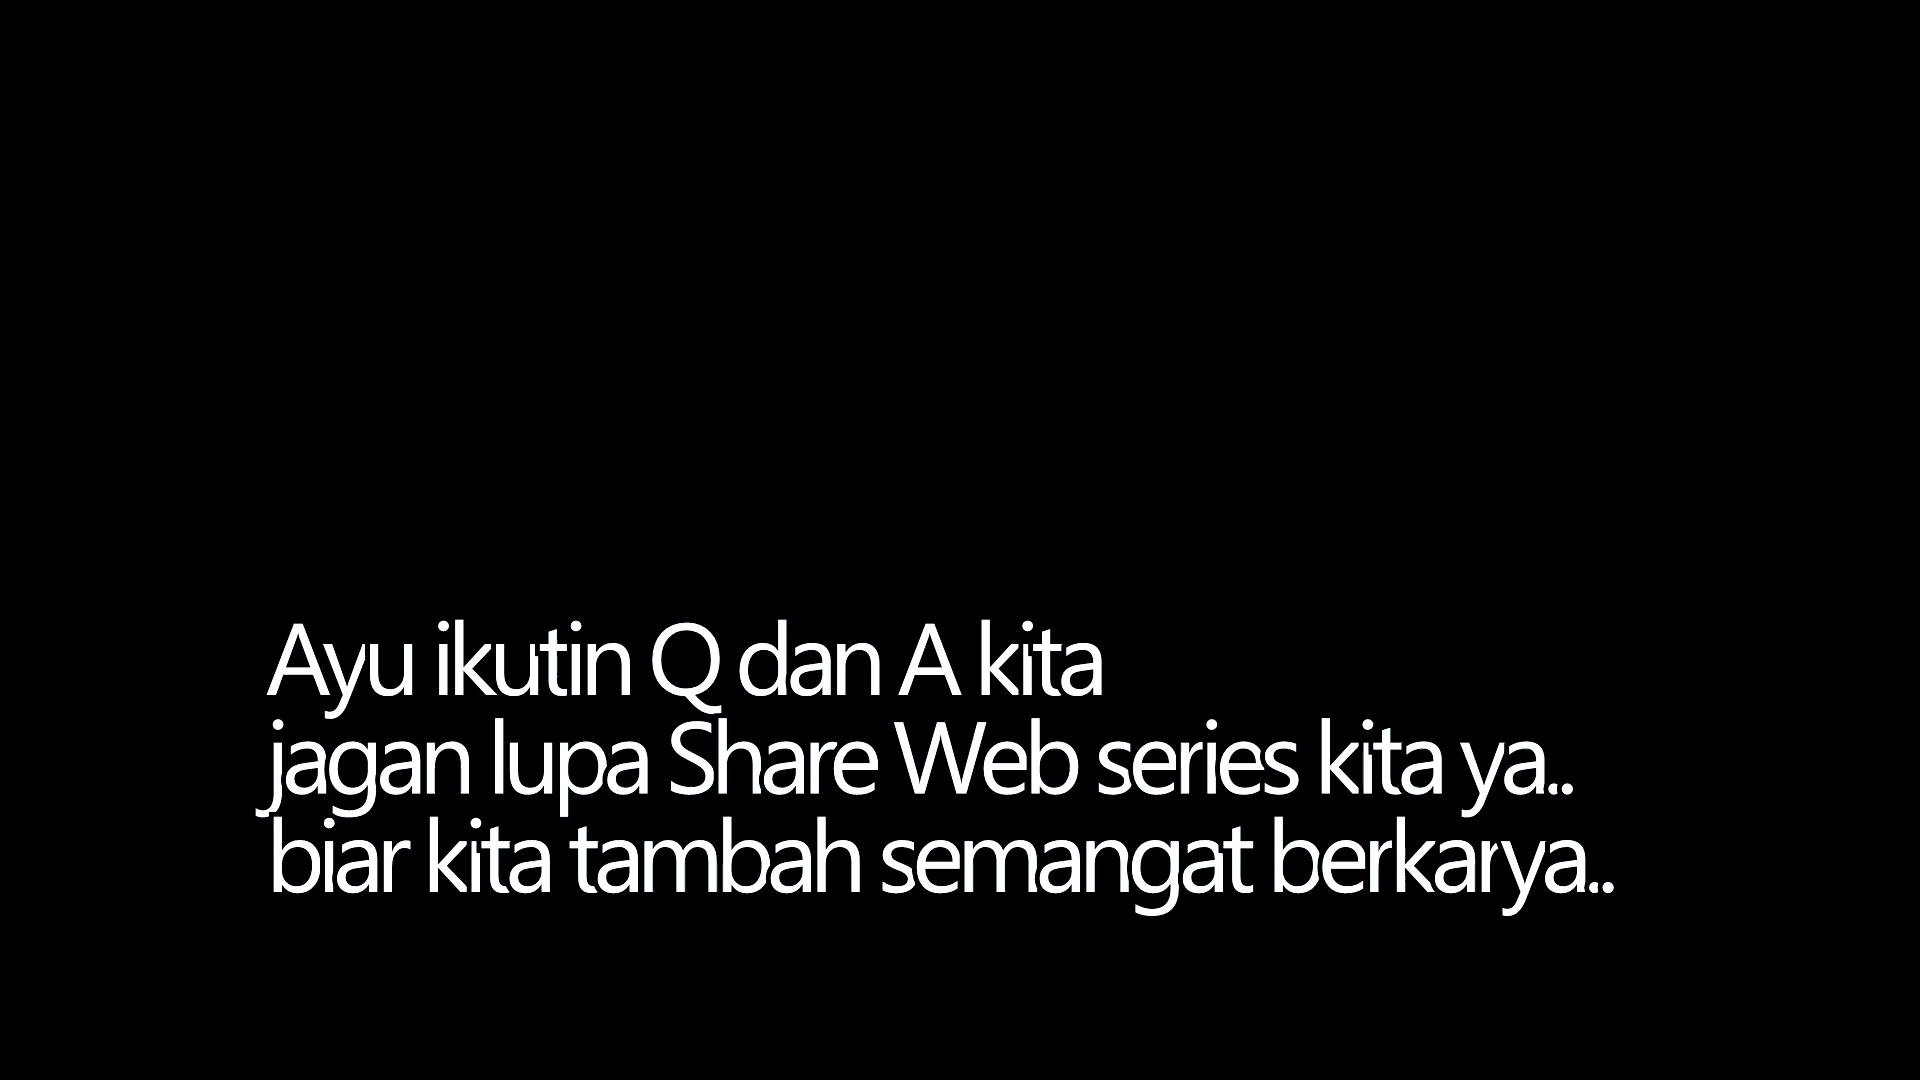 Ayu ikutin Q dan A kita
jagan lupa Share Web series kita ya..
biar kita tambah semangat berkarya..